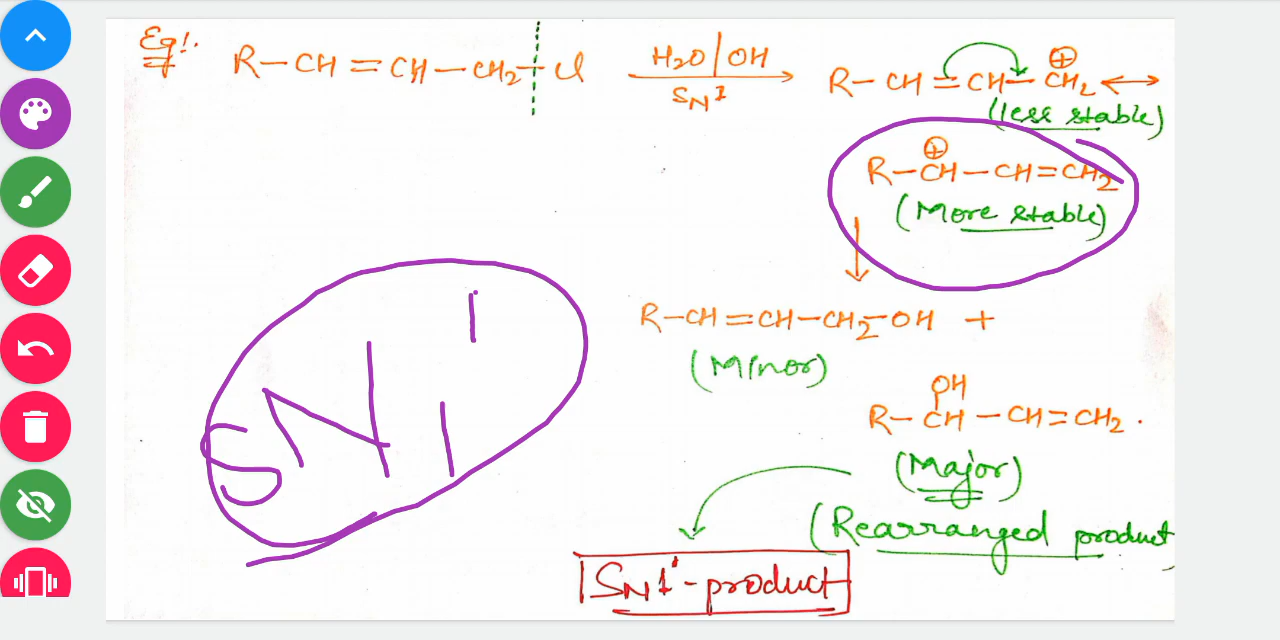 Eg!.
R-CH=CH-CH₂-Cl
H₂O/OH
SN1
R-CH=CH-CH₂⊕ ↔
(less stable)
R-CH⊕-CH=CH₂
(More stable)
R-CH=CH-CH₂-OH +
(Minor)
OH
R-CH-CH=CH₂.
(Major)
(Rearranged product
SN1'
SN1'-product